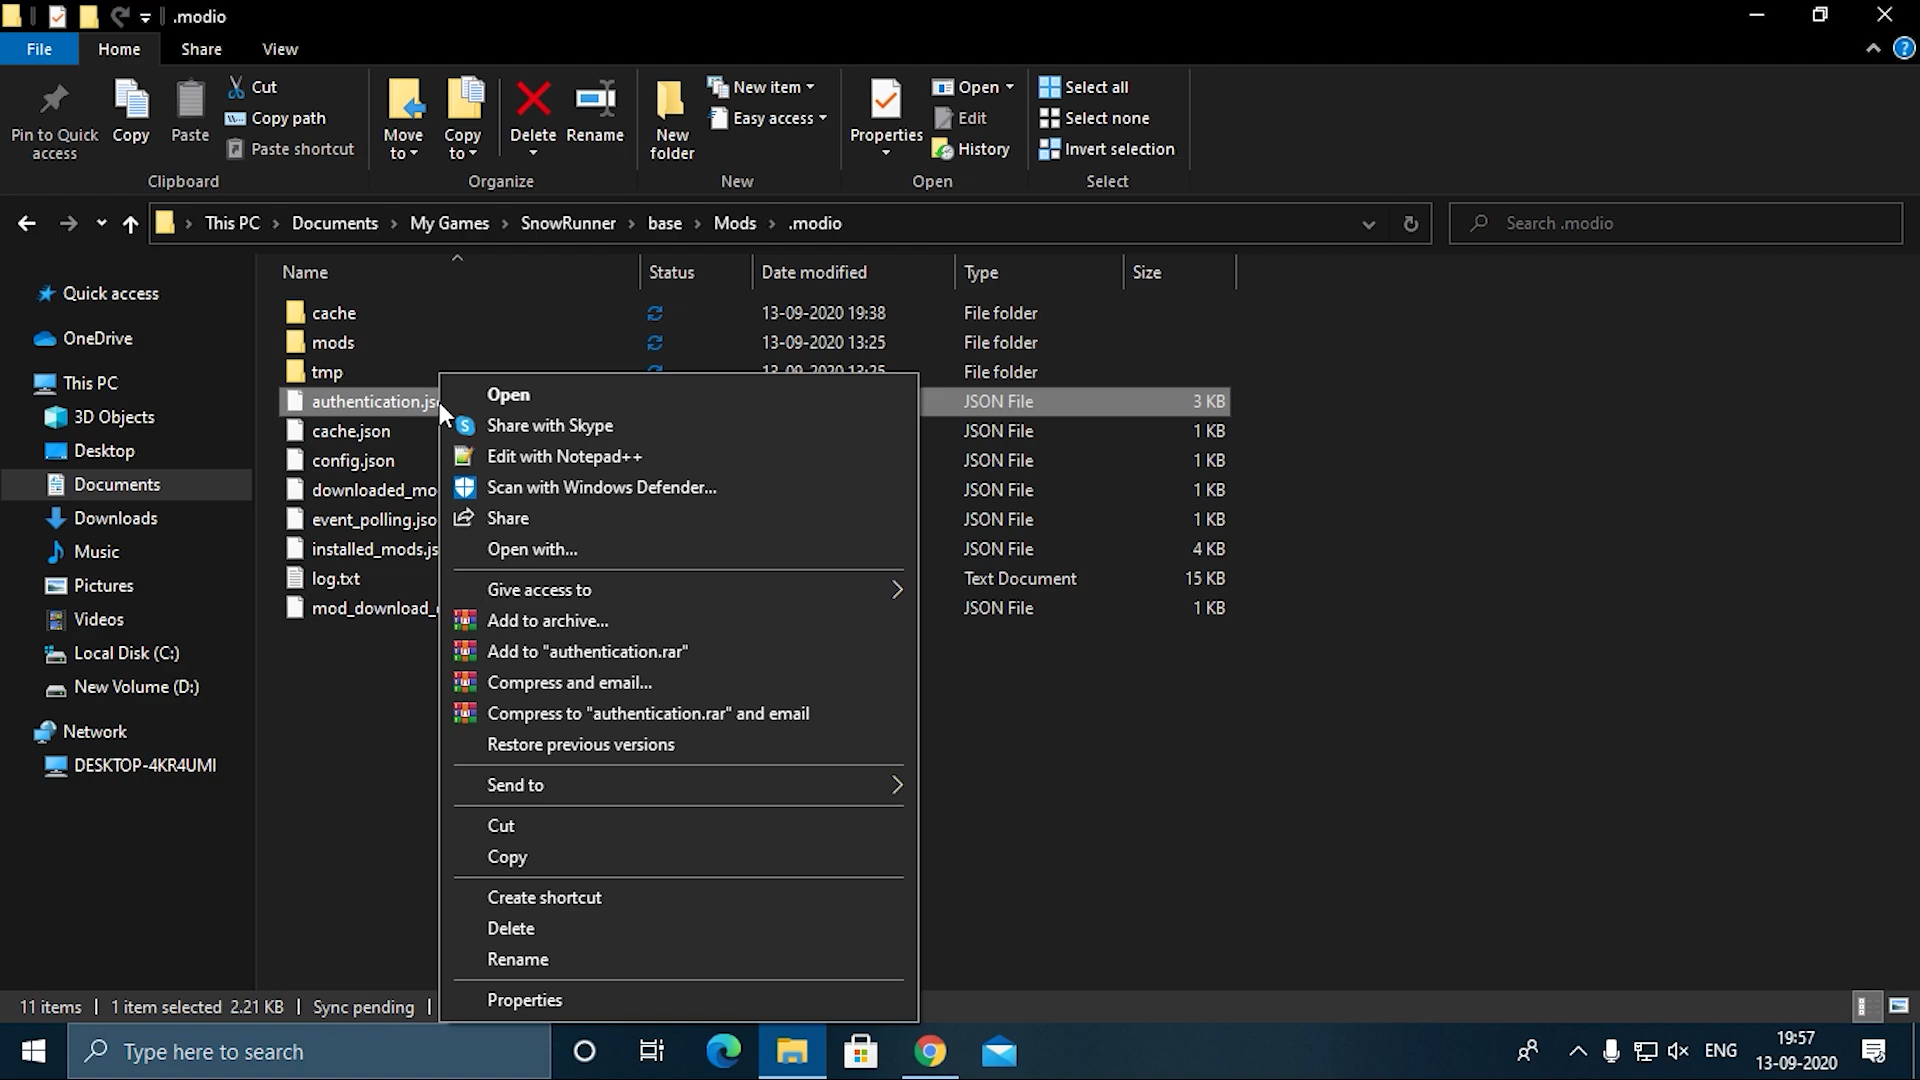 .modio
File Home Share View
Pin to Quick access
Copy
Paste
Cut
Copy path
Paste shortcut
Move to
Copy to
Delete
Rename
New folder
New item
Easy access
Properties
Open
Edit
History
Select all
Select none
Invert selection
Clipboard Organize New Open Select
This PC Documents My Games SnowRunner base Mods .modio
Search .modio
Name Status Date modified Type Size
Quick access
OneDrive
This PC
3D Objects
Desktop
Documents
Downloads
Music
Pictures
Videos
Local Disk (C:)
New Volume (D:)
Network
DESKTOP-4KR4UMI
cache 13-09-2020 19:38 File folder
mods 13-09-2020 13:25 File folder
tmp 13-09-2020 13:25 File folder
authentication.jso JSON File 3 KB
cache.json JSON File 1 KB
config.json JSON File 1 KB
downloaded_mo JSON File 1 KB
event_polling.jso JSON File 1 KB
installed_mods.js JSON File 4 KB
log.txt Text Document 15 KB
mod_download_ JSON File 1 KB
Open
Share with Skype
Edit with Notepad++
Scan with Windows Defender...
Share
Open with...
Give access to
Add to archive...
Add to "authentication.rar"
Compress and email...
Compress to "authentication.rar" and email
Restore previous versions
Send to
Cut
Copy
Create shortcut
Delete
Rename
Properties
11 items 1 item selected 2.21 KB Sync pending
Type here to search
ENG
19:57
13-09-2020